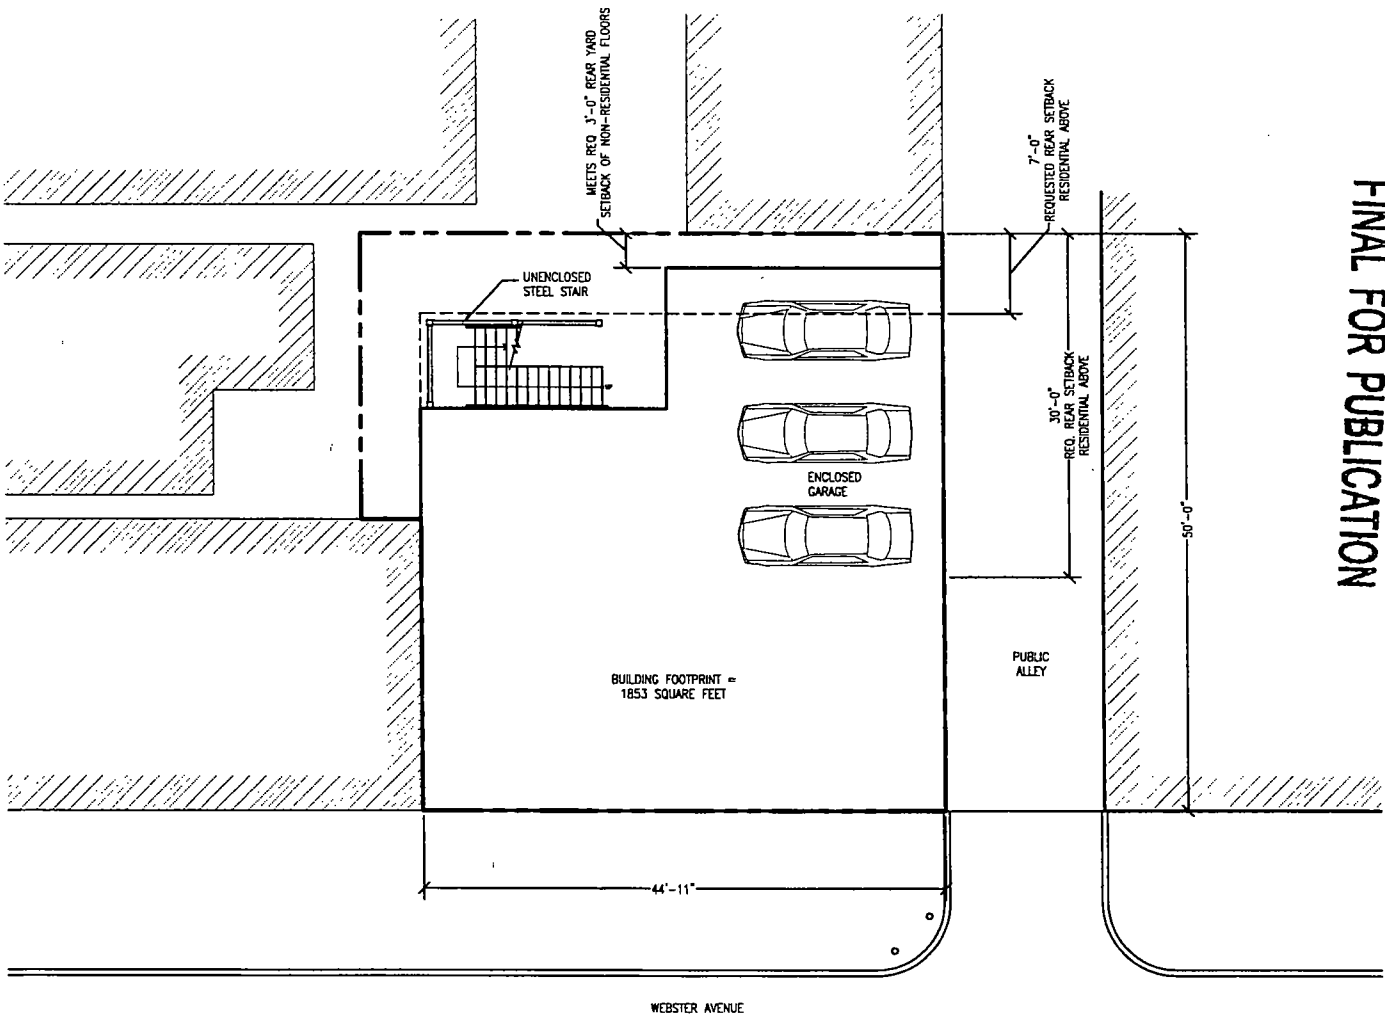 MEETS REQ 3'-0" REAR YARD
SETBACK OF NON-RESIDENTIAL FLOORS
7'-0"
REQUESTED REAR SETBACK
RESIDENTIAL ABOVE
FINAL FOR PUBLICATION
UNENCLOSED
STEEL STAIR
30'-0"
REQ. REAR SETBACK
RESIDENTIAL ABOVE
ENCLOSED
GARAGE
50'-0"
PUBLIC
ALLEY
BUILDING FOOTPRINT =
1853 SQUARE FEET
44'-11"
WEBSTER AVENUE